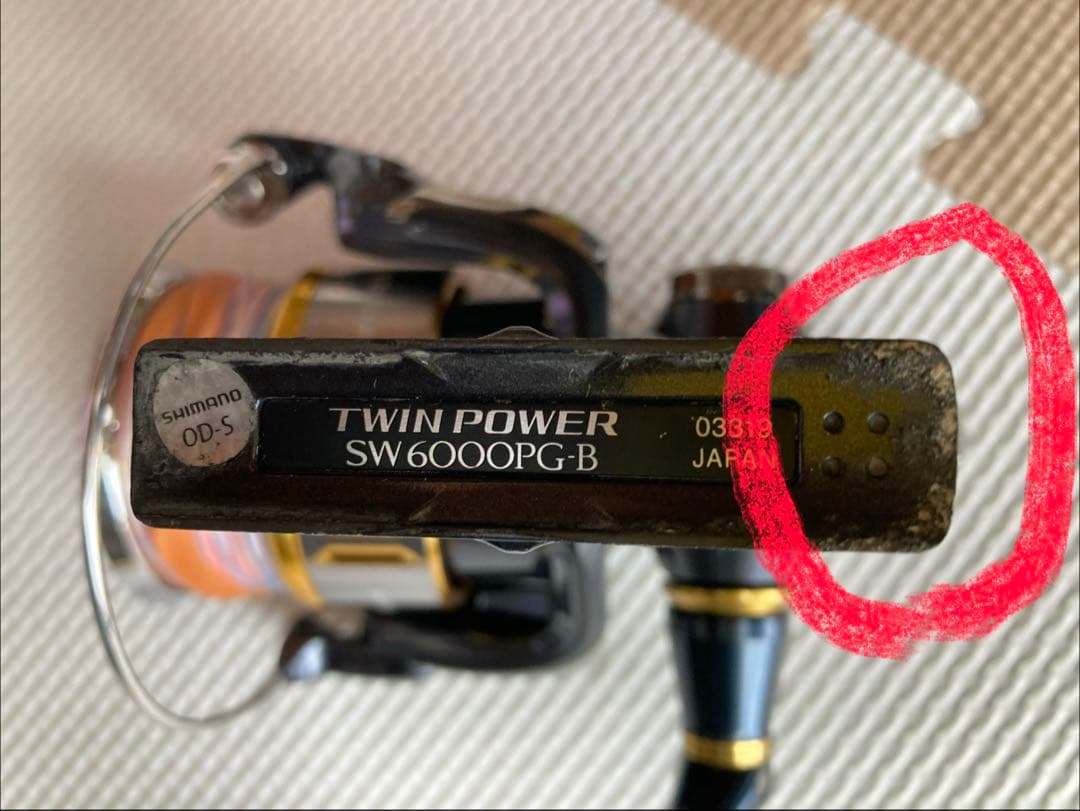 SHIMANO
OD-S
TWIN POWER
SW6000PG-B
JAPAN